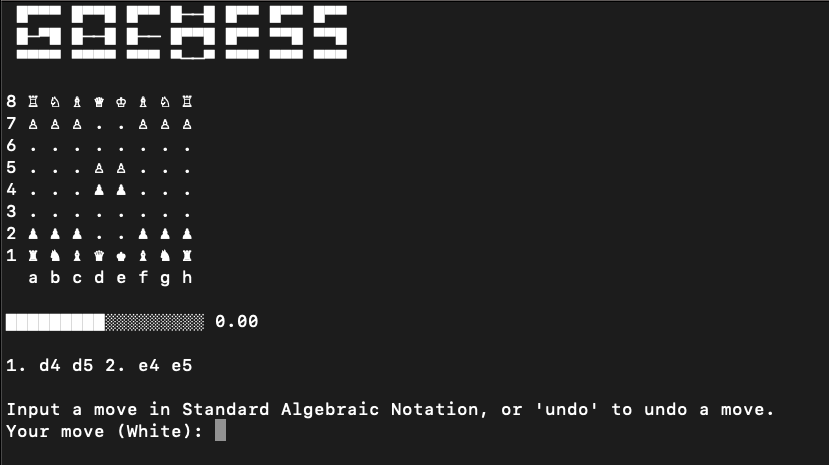 GOCHESS
8 ♖ ♘ ♗ ♕ ♔ ♗ ♘ ♖
7 ♙ ♙ ♙ . . ♙ ♙ ♙
6 . . . . . . . .
5 . . . ♙ ♙ . . .
4 . . . ♟ ♟ . . .
3 . . . . . . . .
2 ♟ ♟ ♟ . . ♟ ♟ ♟
1 ♜ ♞ ♝ ♛ ♚ ♝ ♞ ♜
a b c d e f g h
0.00
1. d4 d5 2. e4 e5
Input a move in Standard Algebraic Notation, or 'undo' to undo a move.
Your move (White):